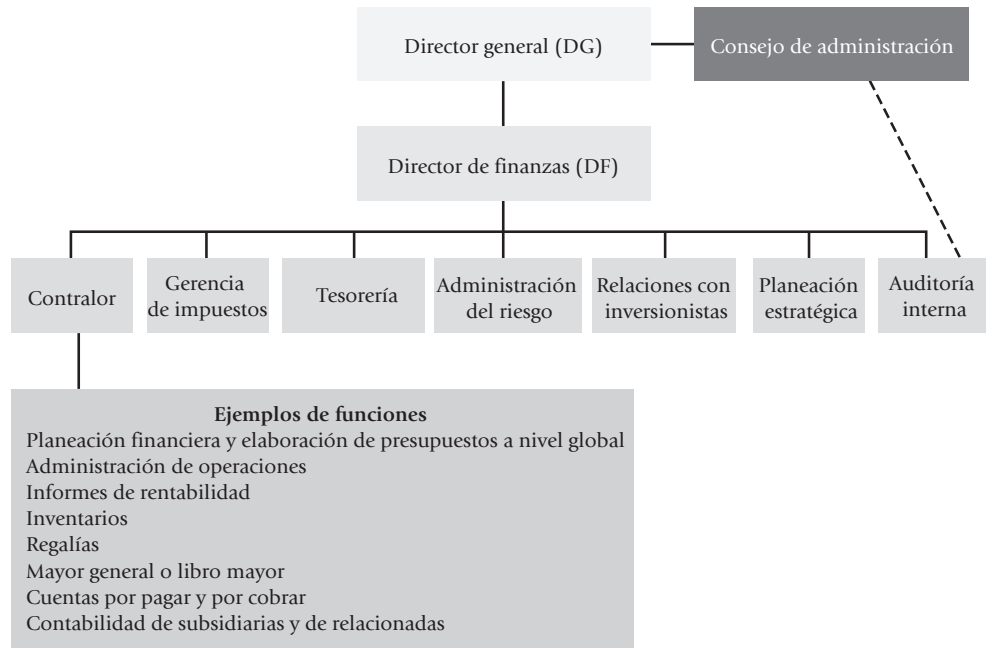 Director general (DG)
Consejo de administración
Director de finanzas (DF)
Contralor
Gerencia
de impuestos
Tesorería
Administración
del riesgo
Relaciones con
inversionistas
Planeación
estratégica
Auditoría
interna
Ejemplos de funciones
Planeación financiera y elaboración de presupuestos a nivel global
Administración de operaciones
Informes de rentabilidad
Inventarios
Regalías
Mayor general o libro mayor
Cuentas por pagar y por cobrar
Contabilidad de subsidiarias y de relacionadas